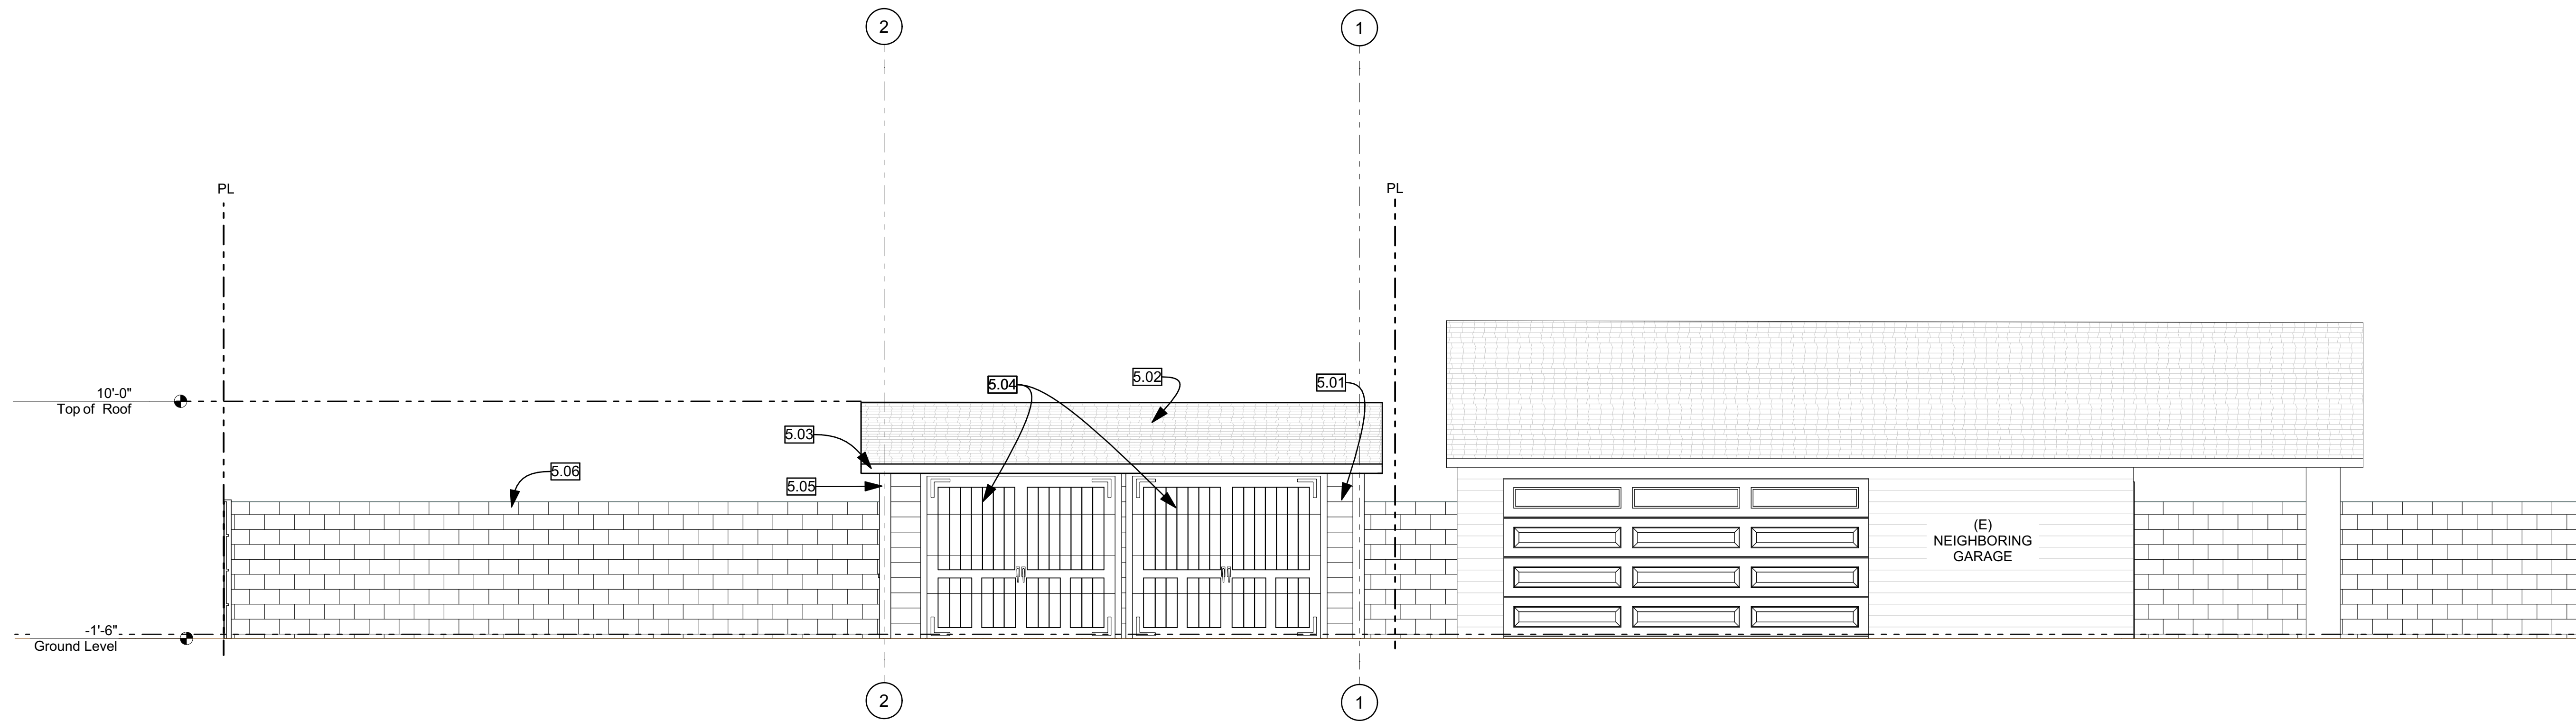 2
1
PL
PL
10'-0"
Top of Roof
5.04
5.02
5.01
5.03
5.06
5.05
(E)
NEIGHBORING
GARAGE
-1'-6"
Ground Level
2
1